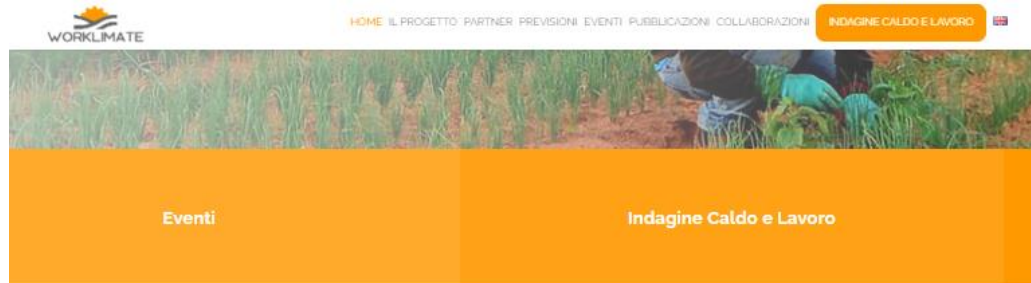 WORKLIMATE
HOME IL PROGETTO PARTNER PREVISIONI EVENTI PUBBLICAZIONI COLLABORAZIONI INDAGINE CALDO E LAVORO
Eventi Indagine Caldo e Lavoro